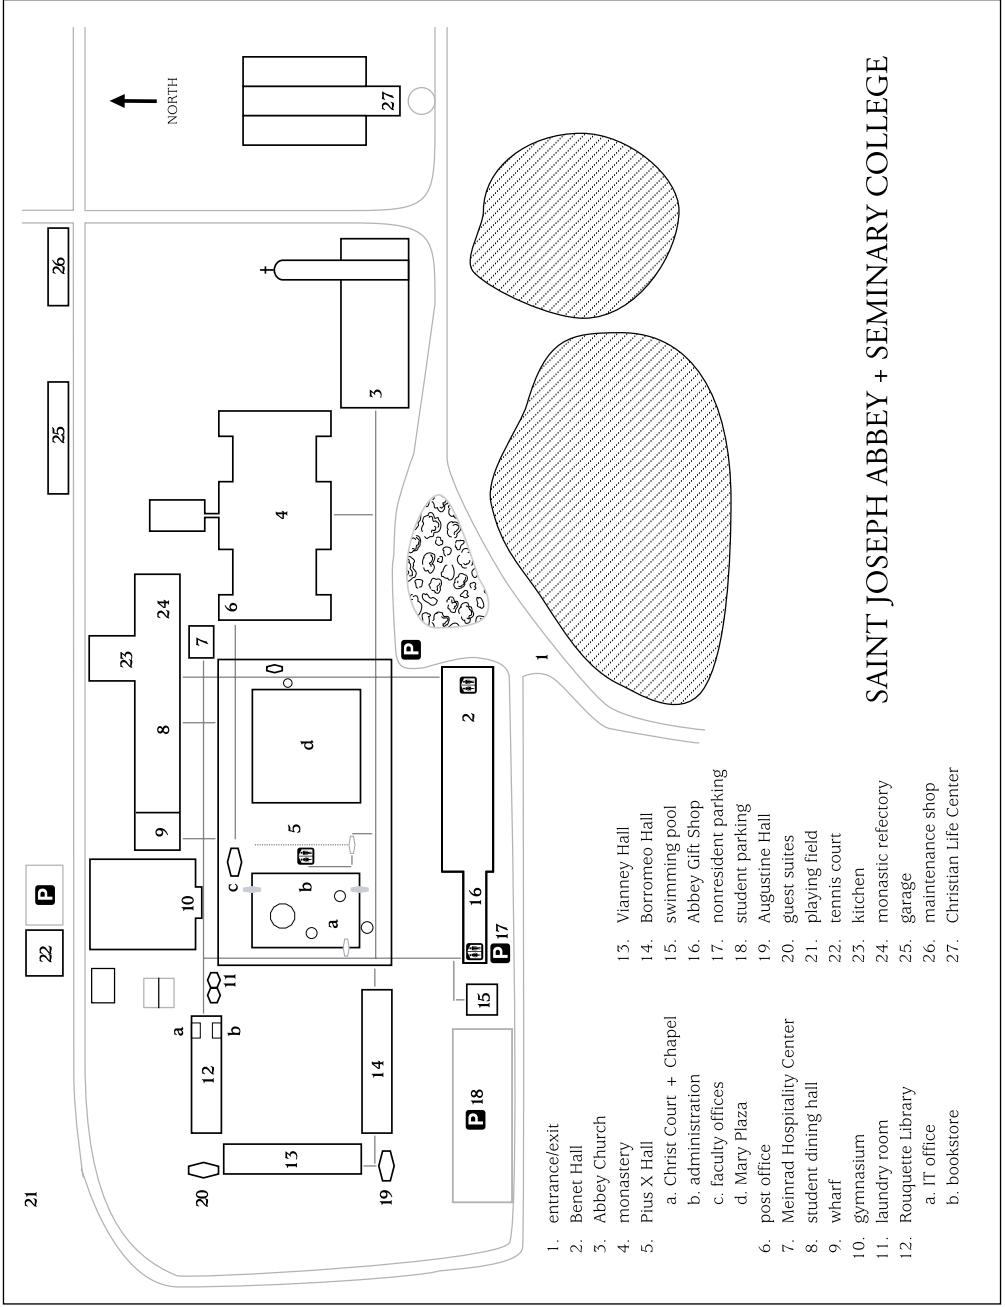 NORTH
27
26
25
3
4
6
24
23
7
8
9
d
5
c
b
a
10
P
22
11
a
b
12
14
13
20
19
21
P
1
2
16
P 17
15
P 18
1. entrance/exit
2. Benet Hall
3. Abbey Church
4. monastery
5. Pius X Hall
a. Christ Court + Chapel
b. administration
c. faculty offices
d. Mary Plaza
6. post office
7. Meinrad Hospitality Center
8. student dining hall
9. wharf
10. gymnasium
11. laundry room
12. Rouquette Library
a. IT office
b. bookstore
13. Vianney Hall
14. Borromeo Hall
15. swimming pool
16. Abbey Gift Shop
17. nonresident parking
18. student parking
19. Augustine Hall
20. guest suites
21. playing field
22. tennis court
23. kitchen
24. monastic refectory
25. garage
26. maintenance shop
27. Christian Life Center
SAINT JOSEPH ABBEY + SEMINARY COLLEGE